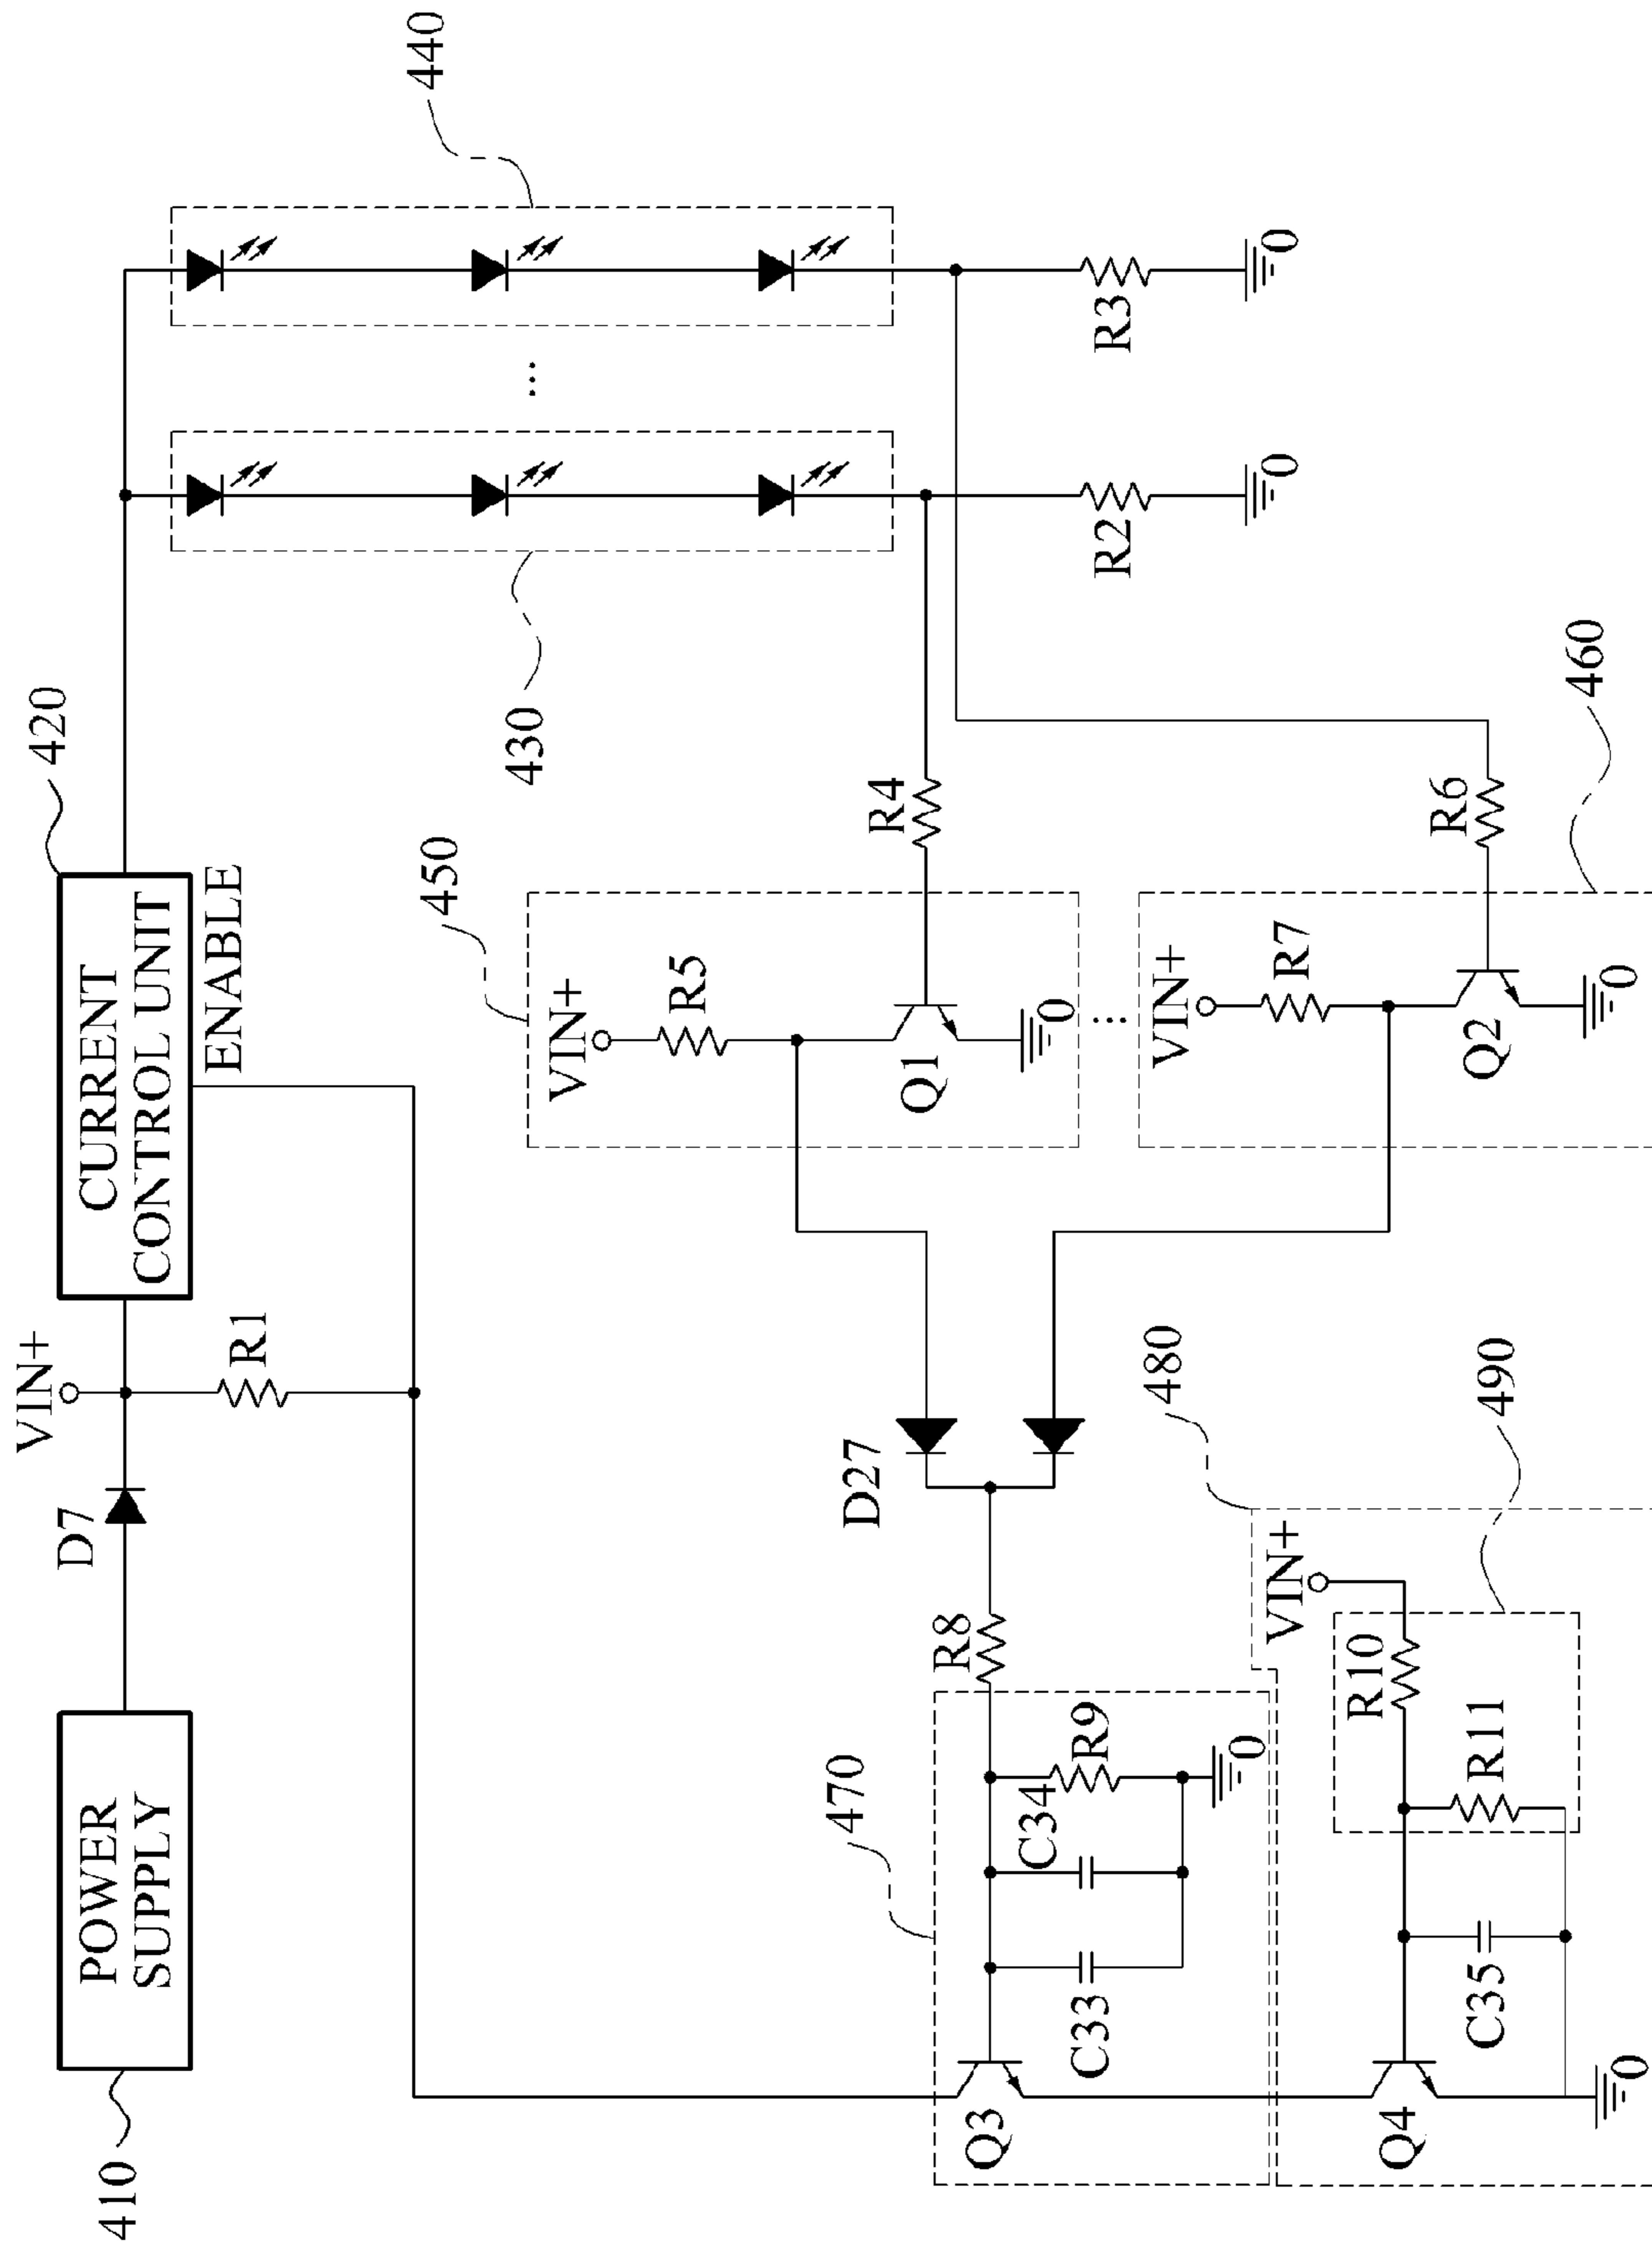 440
420
CURRENT
CONTROL UNIT
ENABLE
VIN+
R1
D7
POWER
SUPPLY
410
430
R3
0
R2
0
450
VIN+
R5
R4
Q1
0
...
...
460
VIN+
R7
R6
Q2
0
D27
480
490
R8
VIN+
R10
R11
470
R9
C34
0
C33
C35
Q3
Q4
0